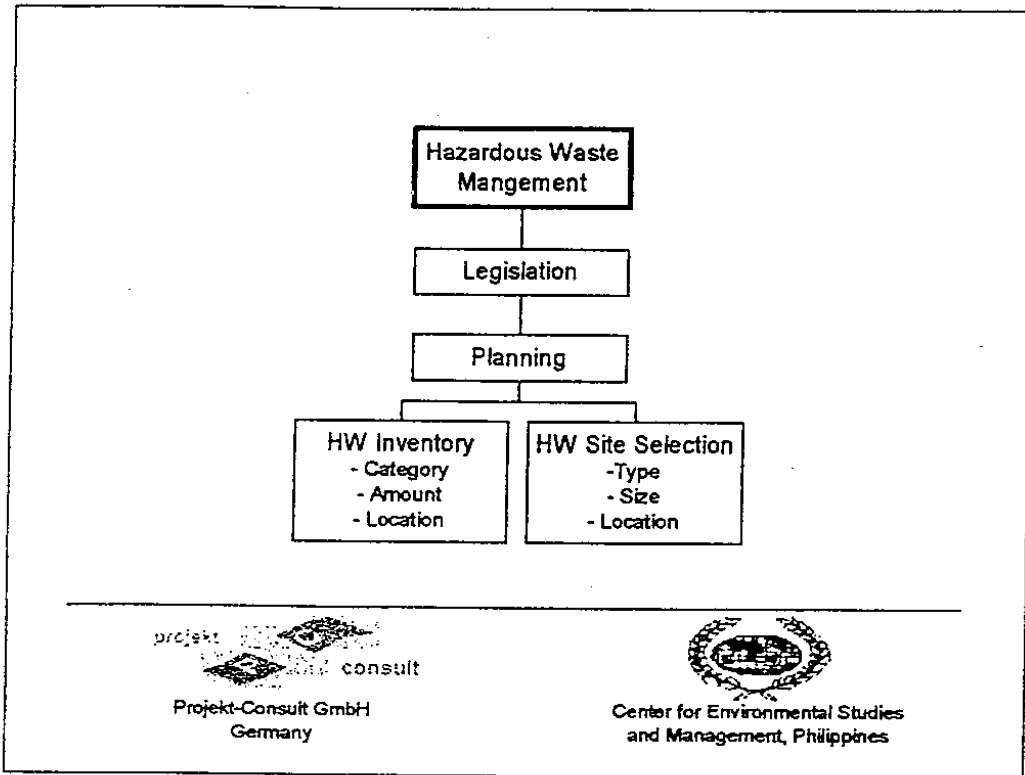 Hazardous Waste
Mangement
Legislation
Planning
HW Inventory
- Category
- Amount
- Location
HW Site Selection
-Type
- Size
- Location
projekt
consult
Projekt-Consult GmbH
Germany
Center for Environmental Studies
and Management, Philippines